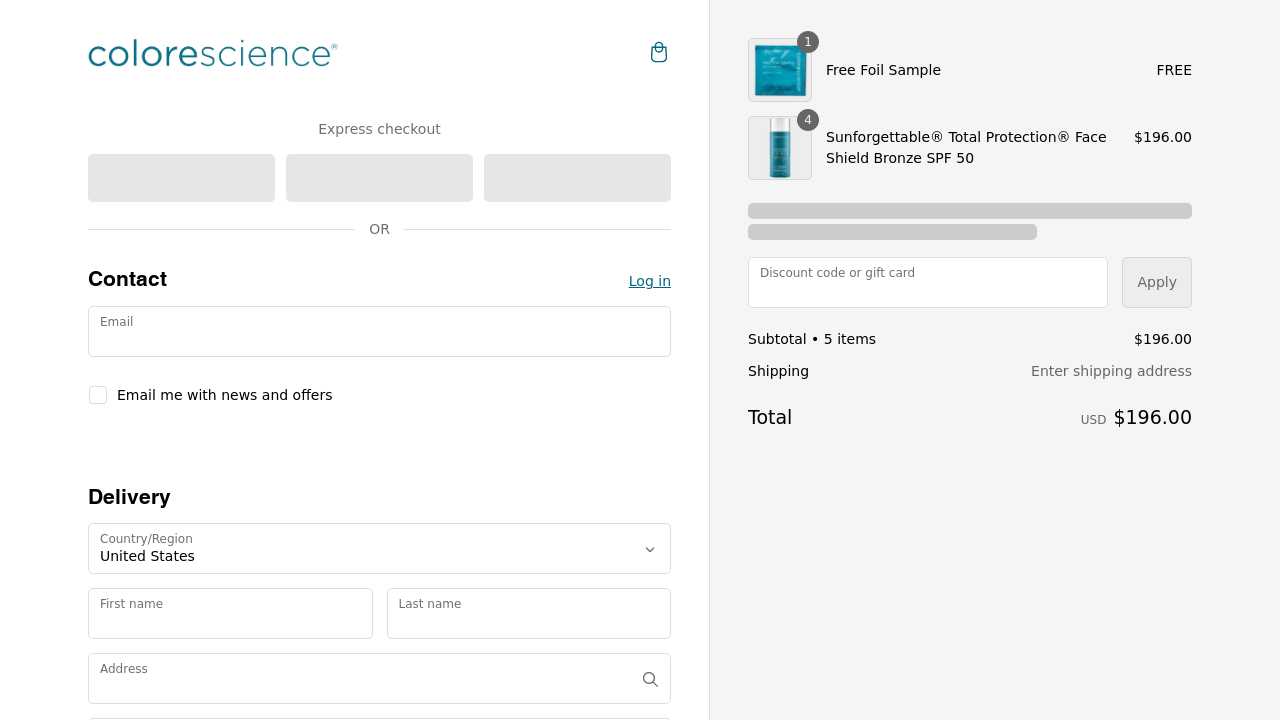 colorescience®
Express checkout
OR
Contact
Log in
Email
Email me with news and offers
Delivery
Country/Region
United States
First name
Last name
Address
1
Free Foil Sample
FREE
4
Sunforgettable® Total Protection® Face
Shield Bronze SPF 50
$196.00
Discount code or gift card
Apply
Subtotal • 5 items
$196.00
Shipping
Enter shipping address
Total
USD $196.00